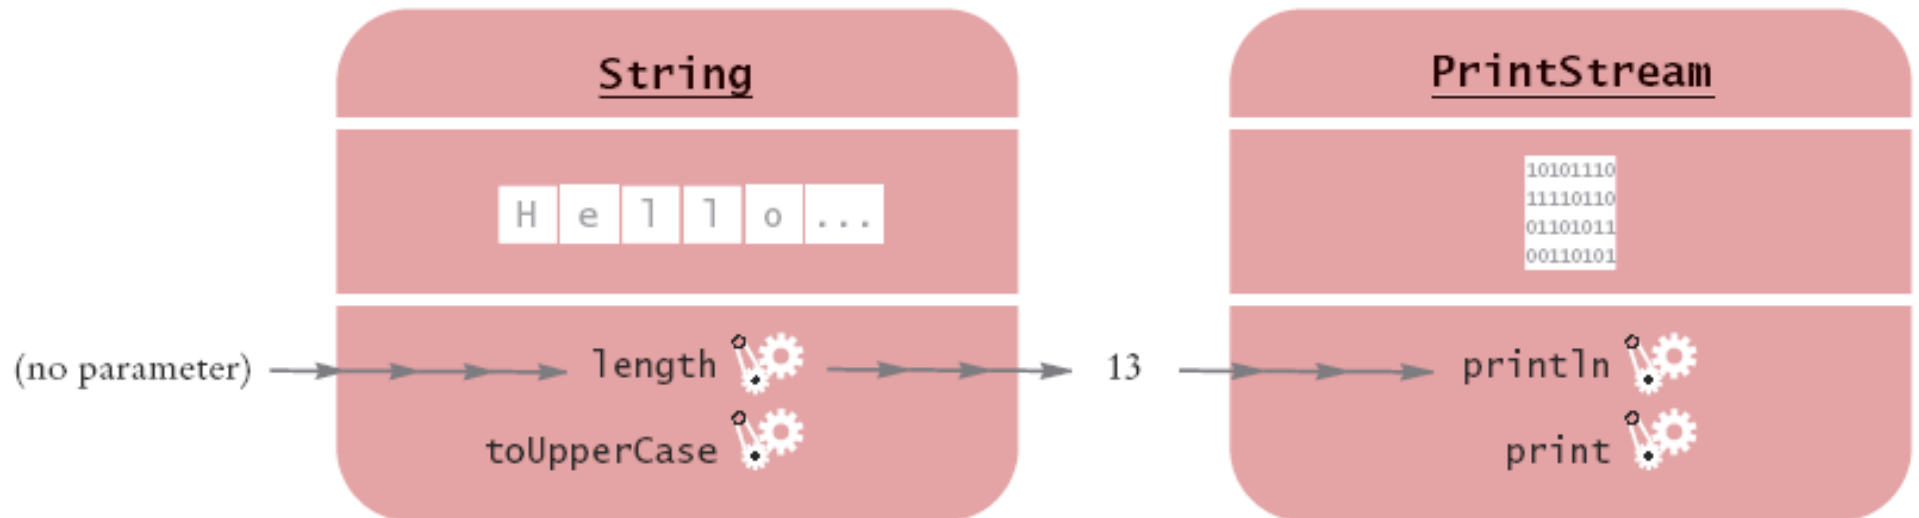 String
PrintStream
H e l l o ...
10101110
11110110
01101011
00110101
(no parameter) length 13 println
toUpperCase print